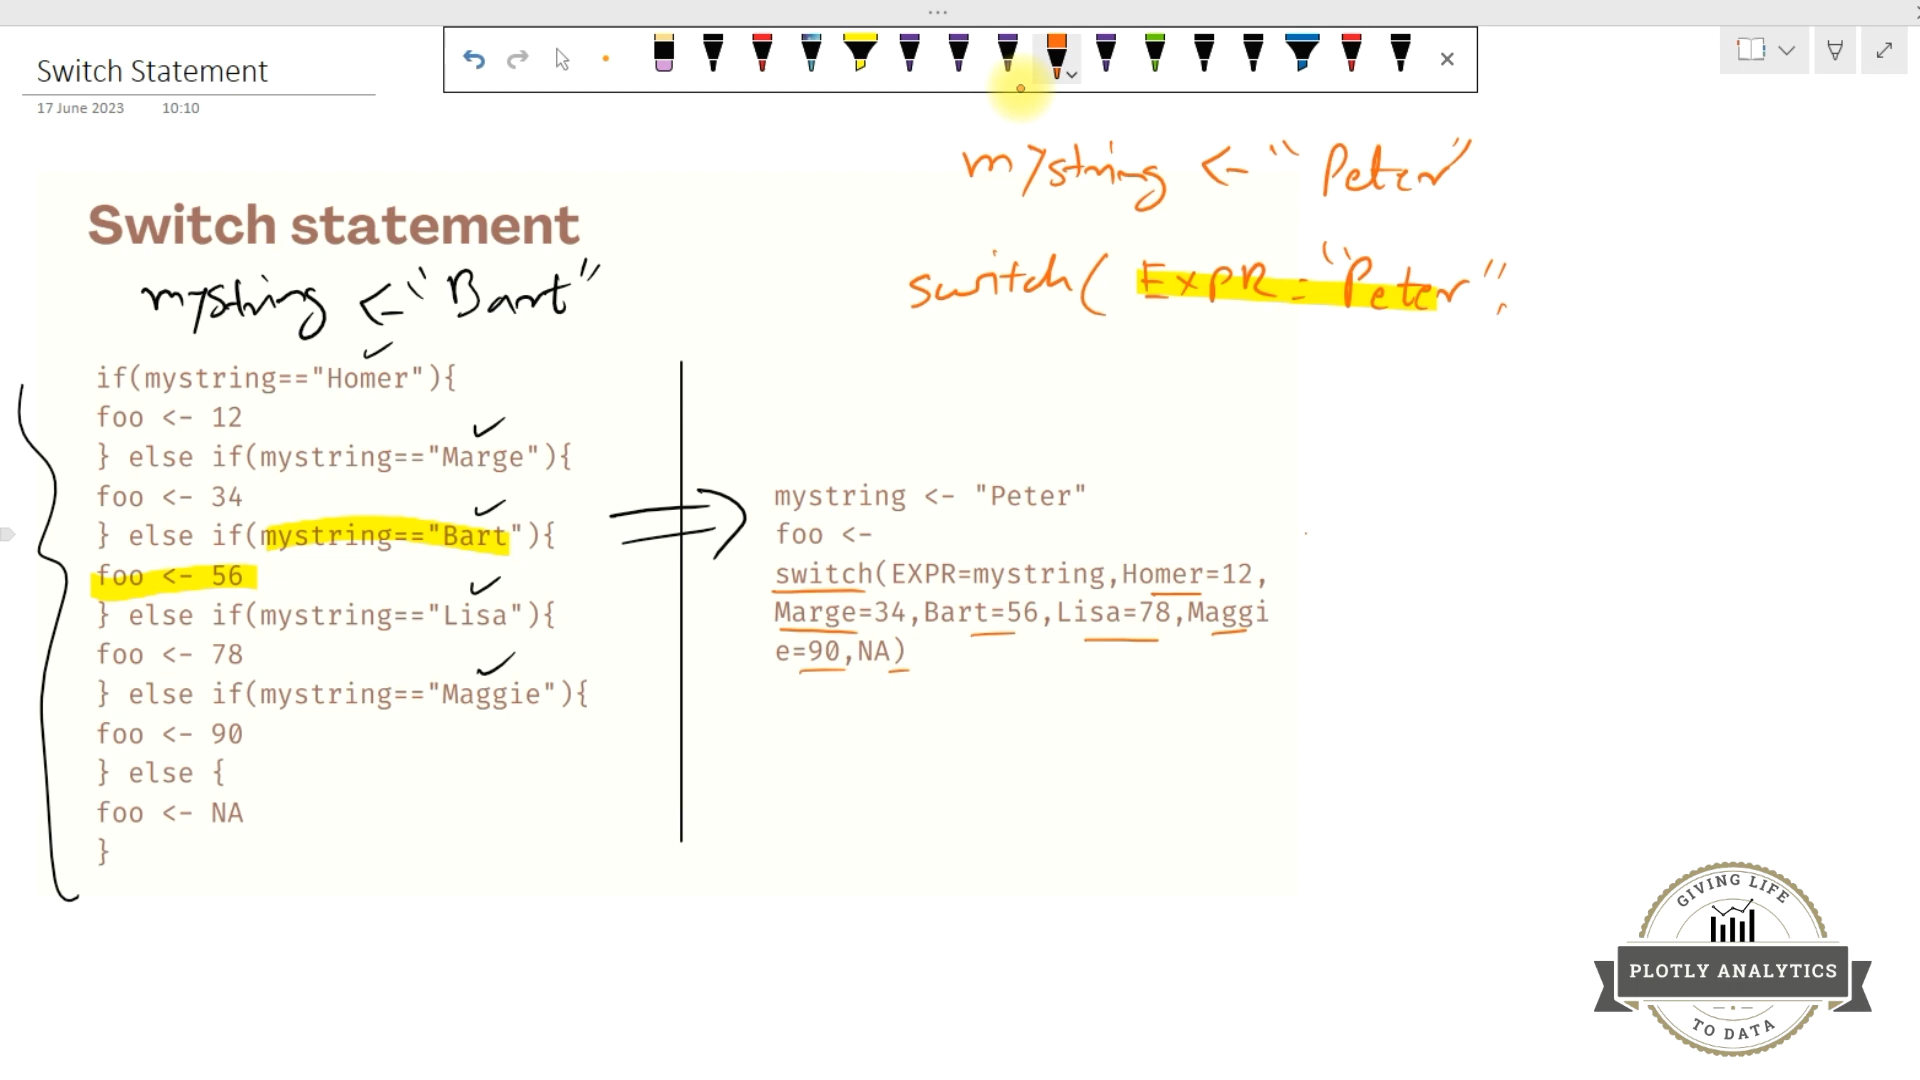 Switch Statement
17 June 2023 10:10
mystring <- "Peter"
Switch statement
switch( EXPR = "Peter",
mystring <- "Bart"
if(mystring=="Homer"){
foo <- 12
} else if(mystring=="Marge"){
foo <- 34
} else if(mystring=="Bart"){
foo <- 56
} else if(mystring=="Lisa"){
foo <- 78
} else if(mystring=="Maggie"){
foo <- 90
} else {
foo <- NA
}
mystring <- "Peter"
foo <-
switch(EXPR=mystring,Homer=12,
Marge=34,Bart=56,Lisa=78,Maggi
e=90,NA)
GIVING LIFE
PLOTLY ANALYTICS
TO DATA